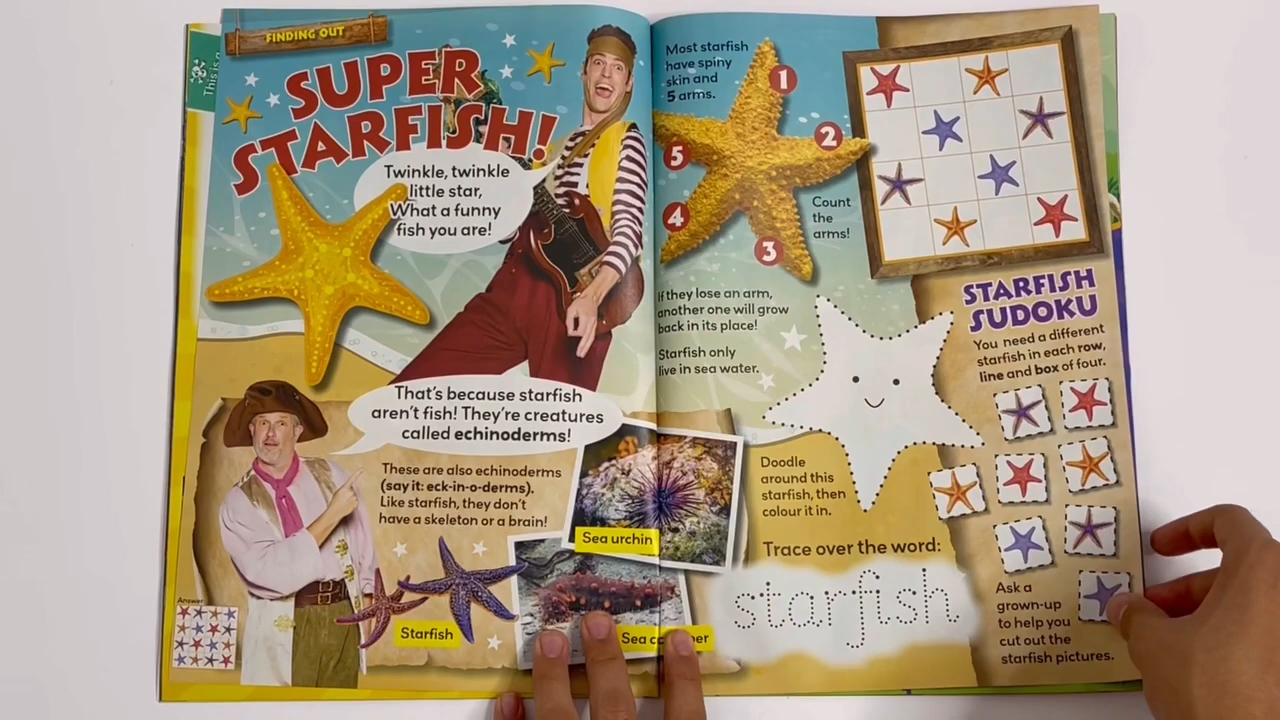 This is a
FINDING OUT
SUPER
STARFISH!
Twinkle, twinkle
little star,
What a funny
fish you are!
That's because starfish
aren't fish! They're creatures
called echinoderms!
These are also echinoderms
(say it: eck-in-o-derms).
Like starfish, they don't
have a skeleton or a brain!
Starfish
Sea urchin
Sea
Answer
Most starfish
have spiny
skin and
5 arms.
1
2
3
4
5
Count
the
arms!
If they lose an arm,
another one will grow
back in its place!
Starfish only
live in sea water.
Doodle
around this
starfish, then
colour it in.
Trace over the word:
starfish
STARFISH
SUDOKU
You need a different
starfish in each row,
line and box of four.
Ask a
grown-up
to help you
cut out the
starfish pictures.